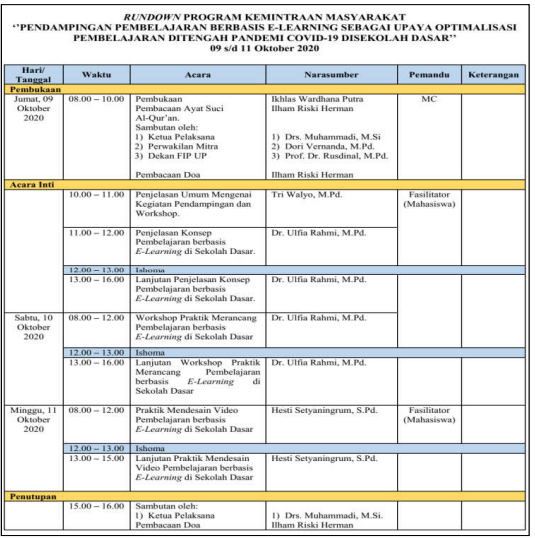 RUNDOWN PROGRAM KEMINTRAAN MASYARAKAT
‘’PENDAMPINGAN PEMBELAJARAN BERBASIS E-LEARNING SEBAGAI UPAYA OPTIMALISASI
PEMBELAJARAN DITENGAH PANDEMI COVID-19 DISEKOLAH DASAR’’
09 s/d 11 Oktober 2020
Hari/ Tanggal | Waktu | Acara | Narasumber | Pemandu | Keterangan
Pembukaan
Jumat, 09 Oktober 2020 | 08.00 – 10.00 | Pembukaan | Ikhlas Wardhana Putra | MC
Pembacaan Ayat Suci | Ilham Riski Herman
Al-Qur'an.
Sambutan oleh:
1) Ketua Pelaksana | 1) Drs. Muhammadi, M.Si
2) Perwakilan Mitra | 2) Dori Vernanda, M.Pd.
3) Dekan FIP UP | 3) Prof. Dr. Rusdinal, M.Pd.
Pembacaan Doa | Ilham Riski Herman
Acara Inti
10.00 – 11.00 | Penjelasan Umum Mengenai | Tri Walyo, M.Pd. | Fasilitator
Kegiatan Pendampingan dan | (Mahasiswa)
Workshop.
11.00 – 12.00 | Penjelasan Konsep | Dr. Ulfia Rahmi, M.Pd.
Pembelajaran berbasis
E-Learning di Sekolah Dasar.
12.00 – 13.00 | Ishoma
13.00 – 16.00 | Lanjutan Penjelasan Konsep | Dr. Ulfia Rahmi, M.Pd.
Pembelajaran berbasis
E-Learning di Sekolah Dasar.
Sabtu, 10 Oktober 2020 | 08.00 – 12.00 | Workshop Praktik Merancang | Dr. Ulfia Rahmi, M.Pd.
Pembelajaran berbasis
E-Learning di Sekolah Dasar
12.00 – 13.00 | Ishoma
13.00 – 16.00 | Lanjutan Workshop Praktik | Dr. Ulfia Rahmi, M.Pd.
Merancang Pembelajaran
berbasis E-Learning di
Sekolah Dasar
Minggu, 11 Oktober 2020 | 08.00 – 12.00 | Praktik Mendesain Video | Hesti Setyaningrum, S.Pd. | Fasilitator
Pembelajaran berbasis | (Mahasiswa)
E-Learning di Sekolah Dasar
12.00 – 13.00 | Ishoma
13.00 – 15.00 | Lanjutan Praktik Mendesain | Hesti Setyaningrum, S.Pd.
Video Pembelajaran berbasis
E-Learning di Sekolah Dasar
Penutupan
15.00 – 16.00 | Sambutan oleh:
1) Ketua Pelaksana | 1) Drs. Muhammadi, M.Si.
Pembacaan Doa | Ilham Riski Herman